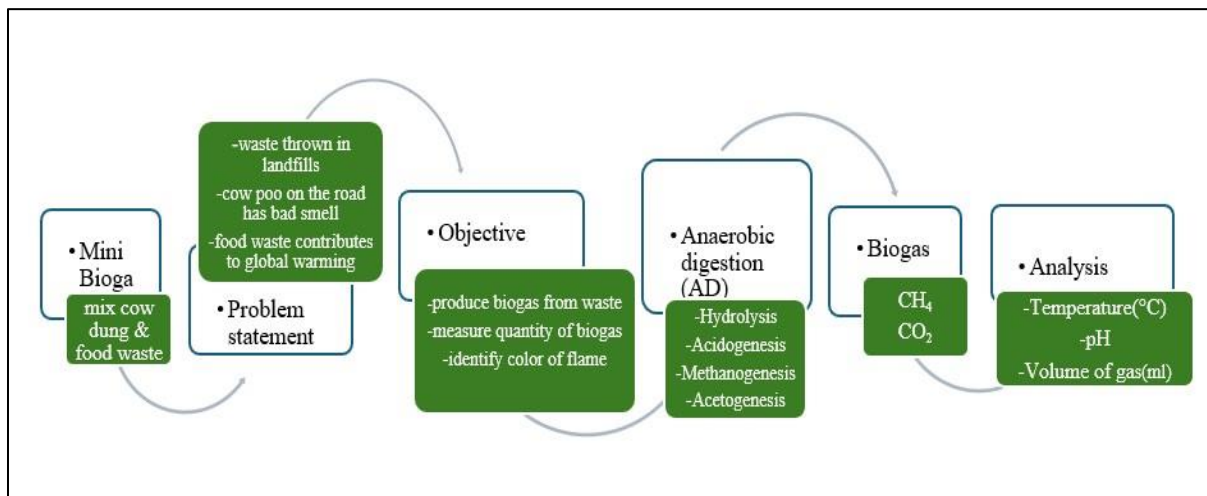 • Mini
Bioga
mix cow
dung &
food waste
-waste thrown in
landfills
-cow poo on the road
has bad smell
-food waste contributes
to global warming
• Problem
statement
• Objective
-produce biogas from waste
-measure quantity of biogas
-identify color of flame
• Anaerobic
digestion
(AD)
-Hydrolysis
-Acidogenesis
-Methanogenesis
-Acetogenesis
• Biogas
CH₄
CO₂
• Analysis
-Temperature(°C)
-pH
-Volume of gas(ml)